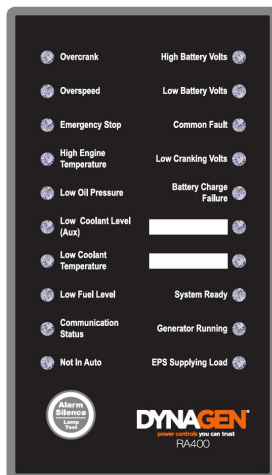 Overcrank
High Battery Volts
Overspeed
Low Battery Volts
Emergency Stop
Common Fault
High Engine
Temperature
Low Cranking Volts
Low Oil Pressure
Battery Charge
Failure
Low Coolant Level
(Aux)
Low Coolant
Temperature
Low Fuel Level
System Ready
Communication
Status
Generator Running
Not In Auto
EPS Supplying Load
Alarm
Silence
Lamp
Test
DYNAGEN
power controls you can trust
RA400